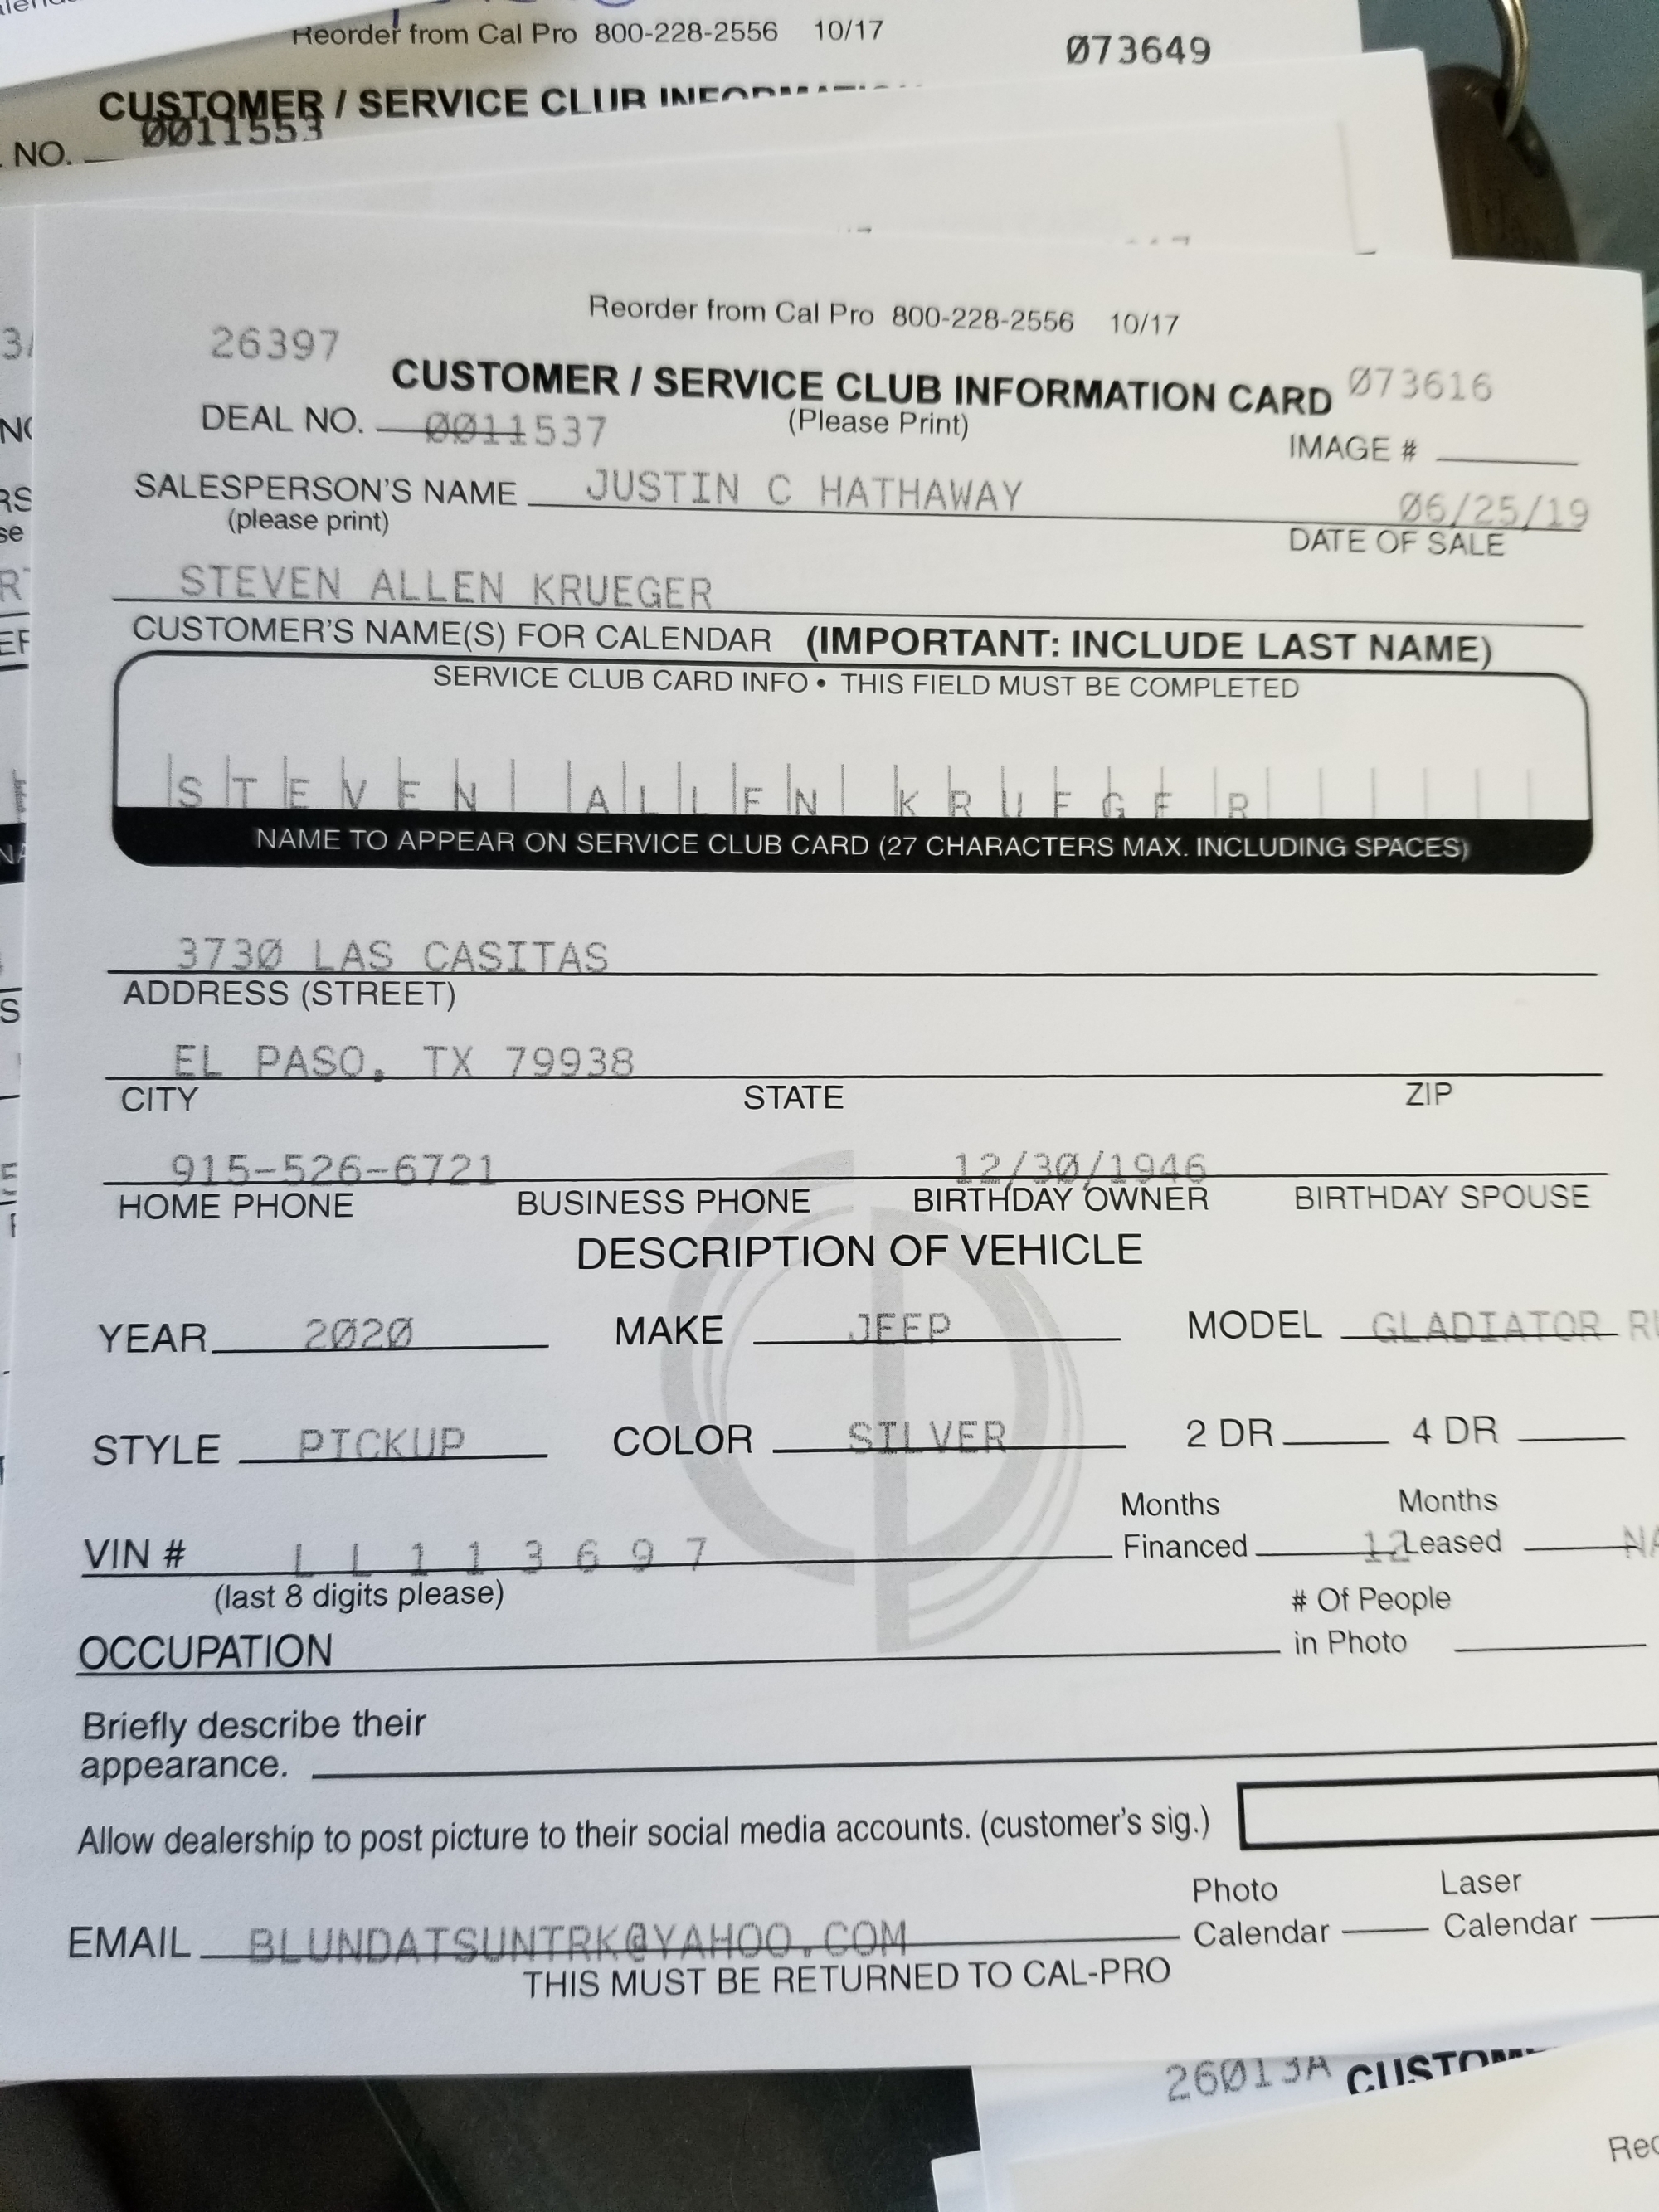 Reorder from Cal Pro 800-228-2556 10/17
Ø73649
CUSTOMER / SERVICE CLUB
NO. ØØ11553
Reorder from Cal Pro 800-228-2556 10/17
26397
CUSTOMER / SERVICE CLUB INFORMATION CARD Ø73616
DEAL NO. ØØ11537 (Please Print)
IMAGE #
SALESPERSON'S NAME JUSTIN C HATHAWAY Ø6/25/19
(please print) DATE OF SALE
STEVEN ALLEN KRUEGER
CUSTOMER'S NAME(S) FOR CALENDAR (IMPORTANT: INCLUDE LAST NAME)
SERVICE CLUB CARD INFO • THIS FIELD MUST BE COMPLETED
STEVEN ALLEN KRUEGER
NAME TO APPEAR ON SERVICE CLUB CARD (27 CHARACTERS MAX. INCLUDING SPACES)
373Ø LAS CASITAS
ADDRESS (STREET)
EL PASO, TX 79938
CITY STATE ZIP
915-526-6721 12/3Ø/1946
HOME PHONE BUSINESS PHONE BIRTHDAY OWNER BIRTHDAY SPOUSE
DESCRIPTION OF VEHICLE
YEAR 2Ø2Ø MAKE JEEP MODEL GLADIATOR
STYLE PICKUP COLOR SILVER 2 DR 4 DR
Months Months
VIN # L L 1 1 3 6 9 7 Financed 12 Leased
(last 8 digits please) # Of People
OCCUPATION in Photo
Briefly describe their
appearance.
Allow dealership to post picture to their social media accounts. (customer's sig.)
Photo Laser
EMAIL BLUNDATSUNTRK@YAHOO.COM Calendar Calendar
THIS MUST BE RETURNED TO CAL-PRO
26Ø13A